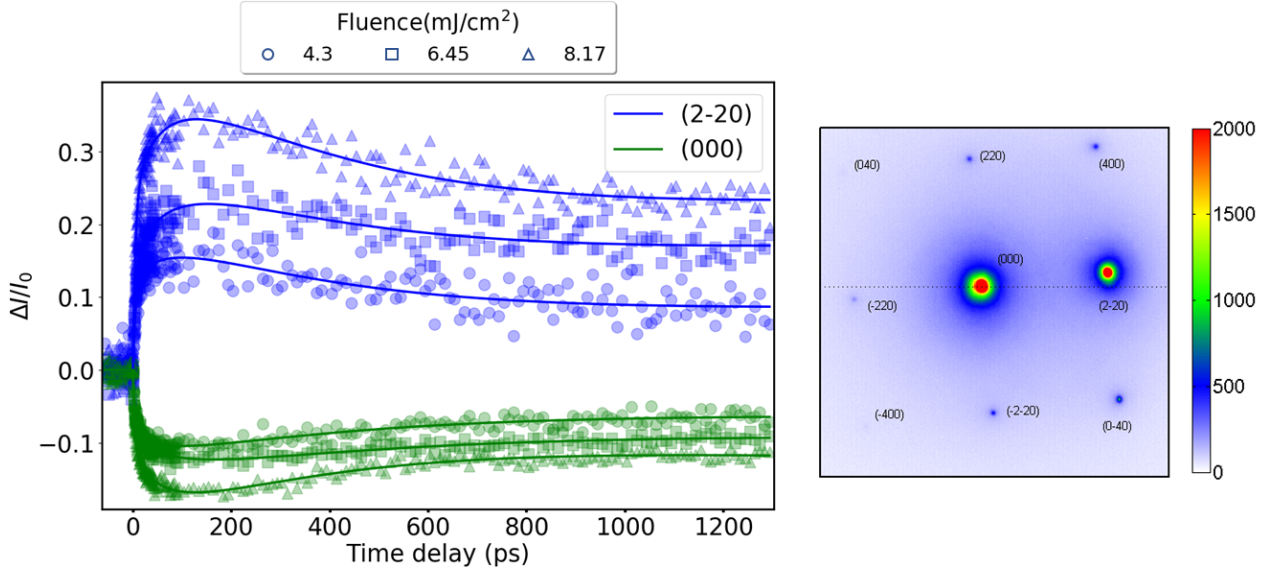 Fluence(mJ/cm²)
4.3 6.45 8.17
(2-20)
(000)
0.3
0.2
0.1
0.0
−0.1
ΔI/I₀
0 200 400 600 800 1000 1200
Time delay (ps)
(040) (220) (400)
(000)
(-220) (2-20)
(-400) (-2-20) (0-40)
2000
1500
1000
500
0